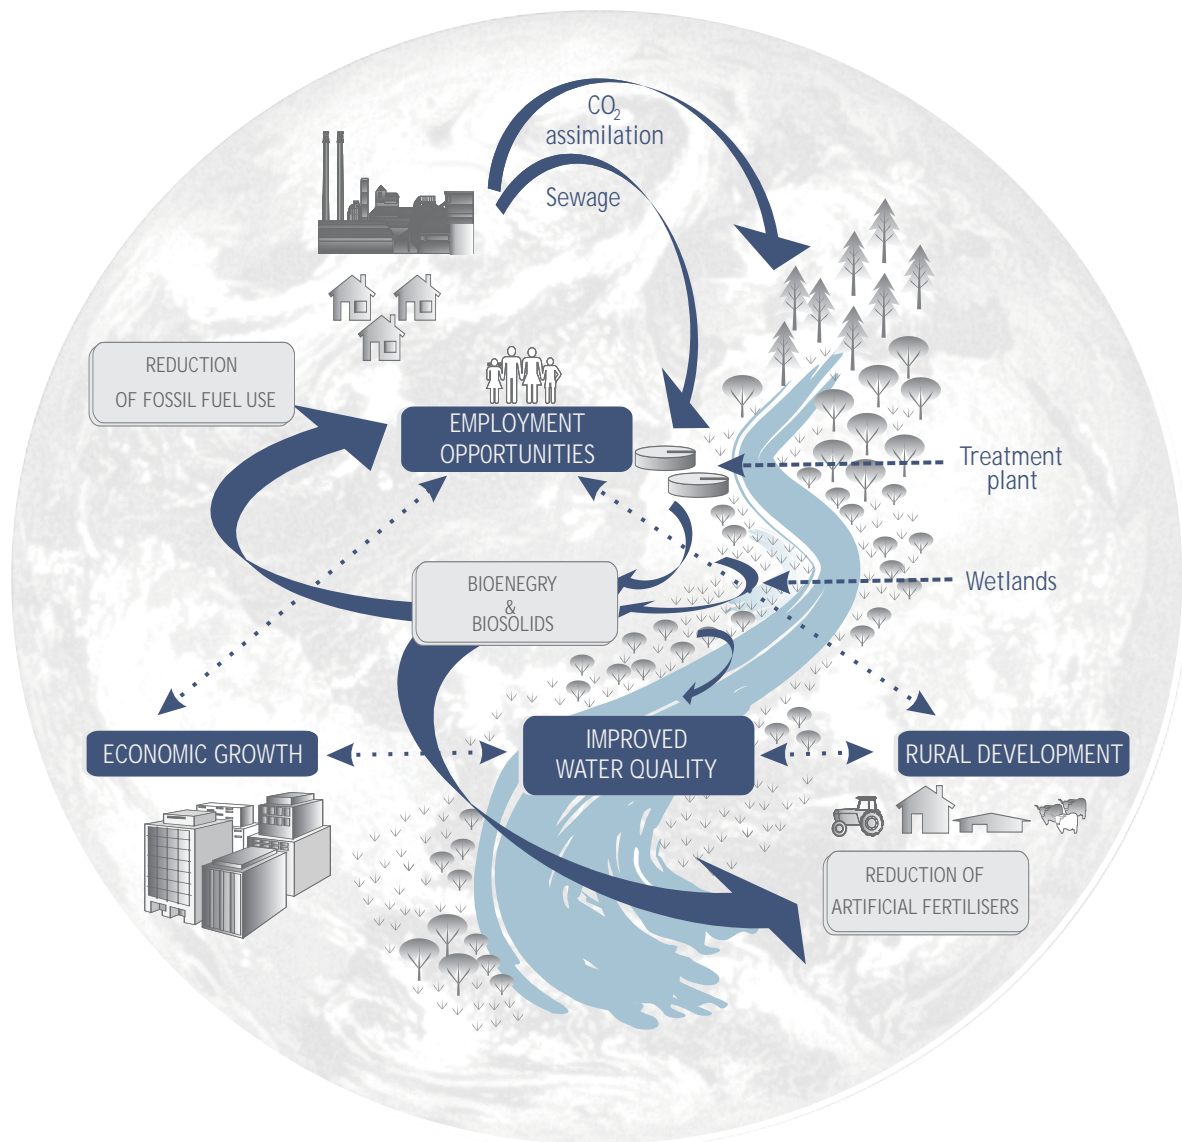 CO2
assimilation
Sewage
REDUCTION
OF FOSSIL FUEL USE
EMPLOYMENT
OPPORTUNITIES
Treatment
plant
BIOENEGRY
&
BIOSOLIDS
Wetlands
ECONOMIC GROWTH
IMPROVED
WATER QUALITY
RURAL DEVELOPMENT
REDUCTION OF
ARTIFICIAL FERTILISERS